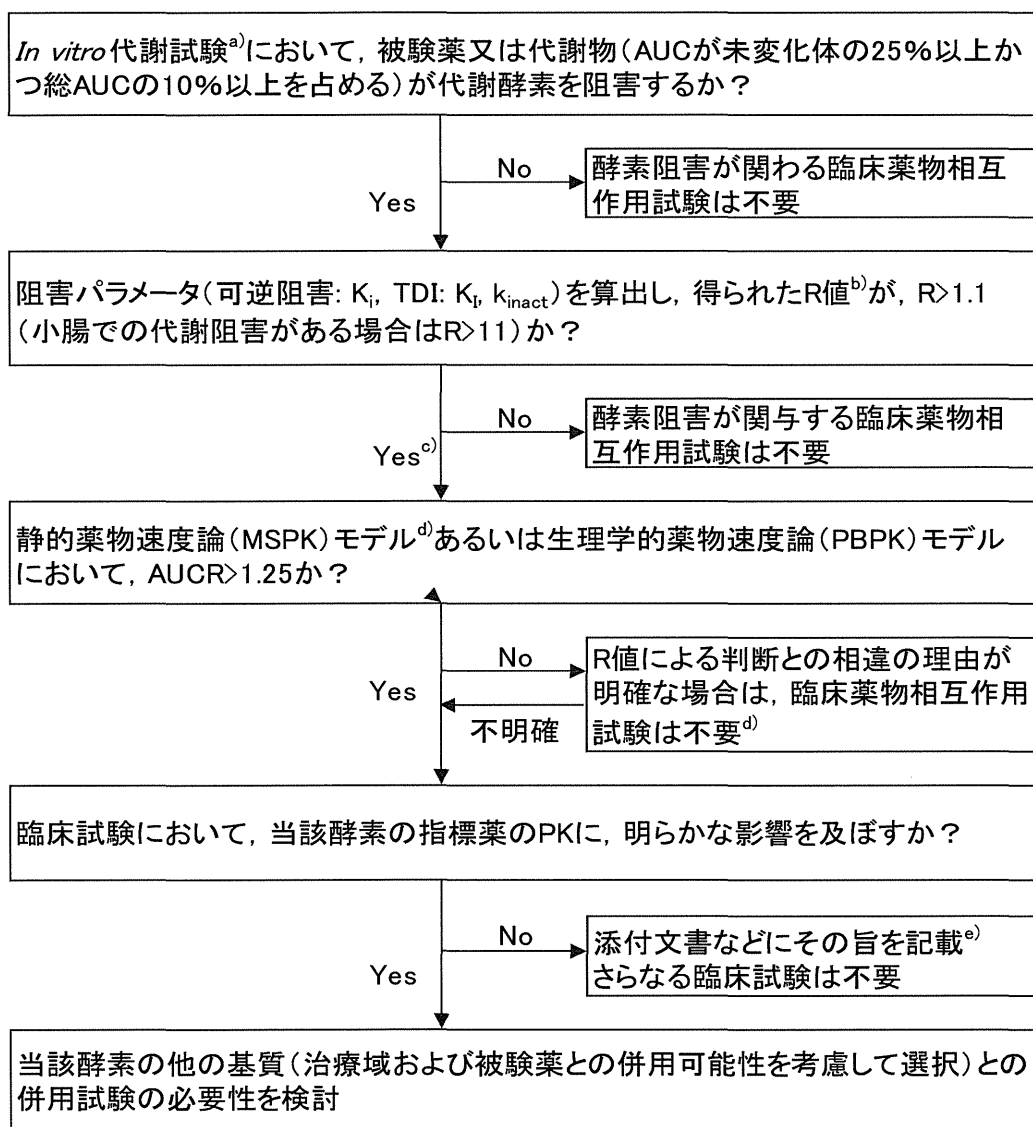 In vitro代謝試験a)において，被験薬又は代謝物（AUCが未変化体の25%以上か
つ総AUCの10%以上を占める）が代謝酵素を阻害するか？
No
酵素阻害が関わる臨床薬物相互
作用試験は不要
Yes
阻害パラメータ（可逆阻害: Ki, TDI: KI, kinact）を算出し，得られたR値b)が，R>1.1
（小腸での代謝阻害がある場合はR>11）か？
No
酵素阻害が関与する臨床薬物相
互作用試験は不要
Yesc)
静的薬物速度論（MSPK）モデルd)あるいは生理学的薬物速度論（PBPK）モデル
において，AUCR>1.25か？
No
R値による判断との相違の理由が
明確な場合は，臨床薬物相互作用
試験は不要d)
Yes
不明確
臨床試験において，当該酵素の指標薬のPKに，明らかな影響を及ぼすか？
No
添付文書などにその旨を記載e)
さらなる臨床試験は不要
Yes
当該酵素の他の基質（治療域および被験薬との併用可能性を考慮して選択）との
併用試験の必要性を検討